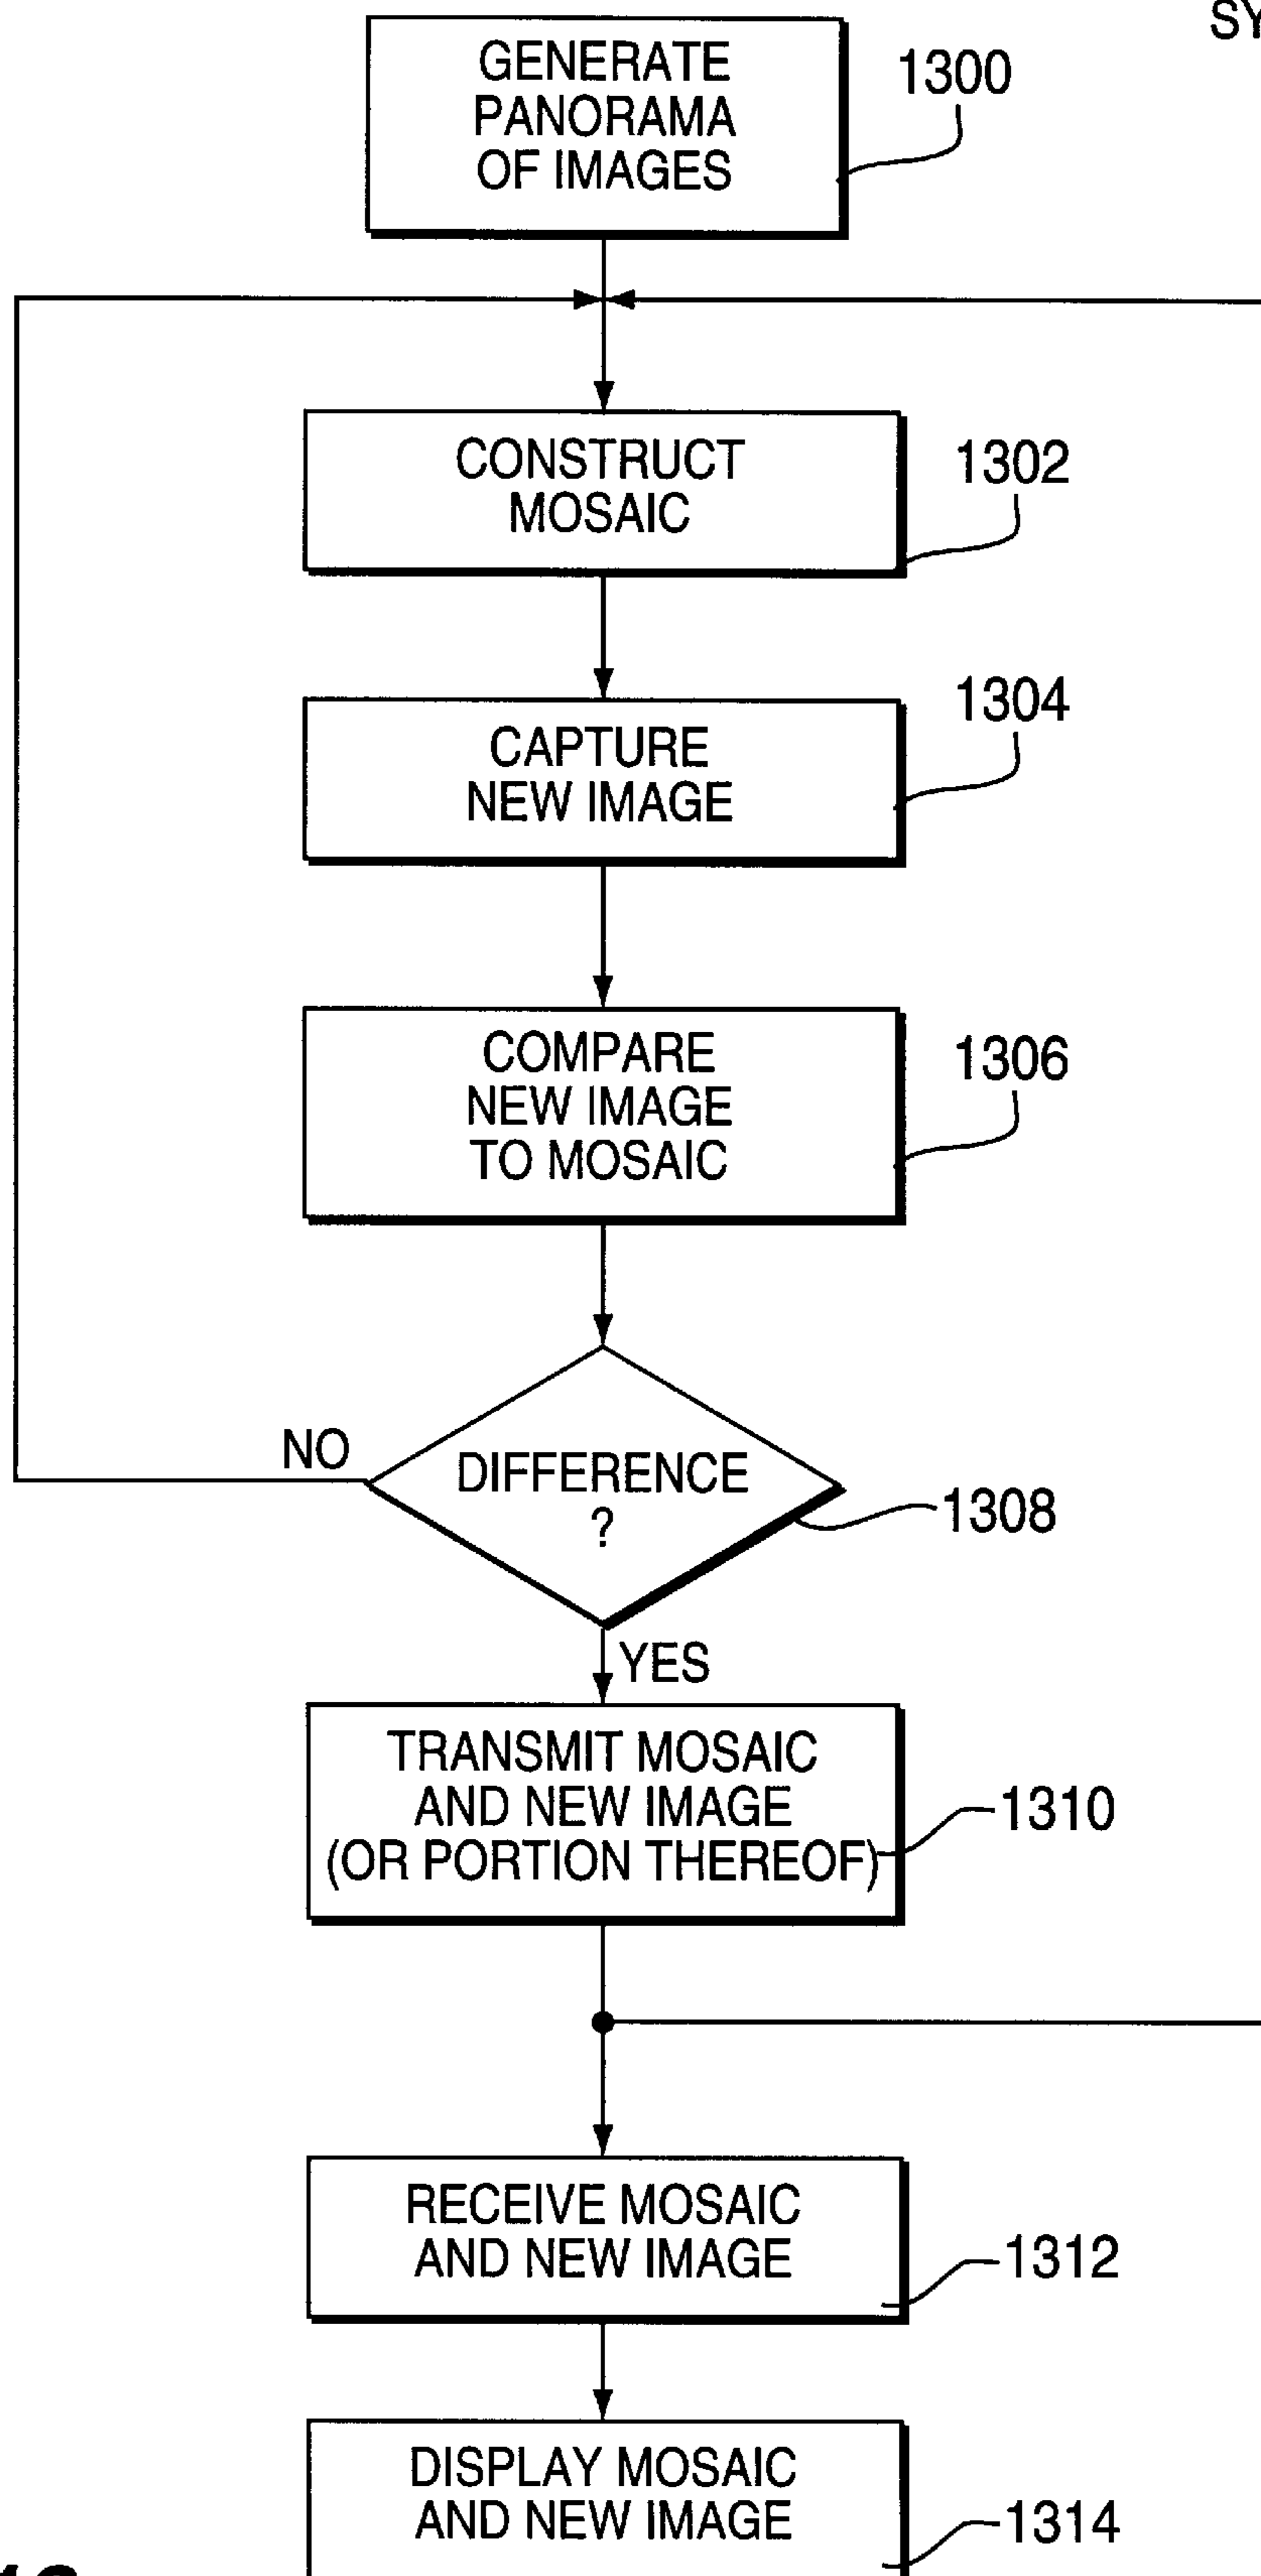 SY
GENERATE
PANORAMA
OF IMAGES
1300
CONSTRUCT
MOSAIC
1302
CAPTURE
NEW IMAGE
1304
COMPARE
NEW IMAGE
TO MOSAIC
1306
DIFFERENCE
?
1308
NO
YES
TRANSMIT MOSAIC
AND NEW IMAGE
(OR PORTION THEREOF)
1310
RECEIVE MOSAIC
AND NEW IMAGE
1312
DISPLAY MOSAIC
AND NEW IMAGE
1314